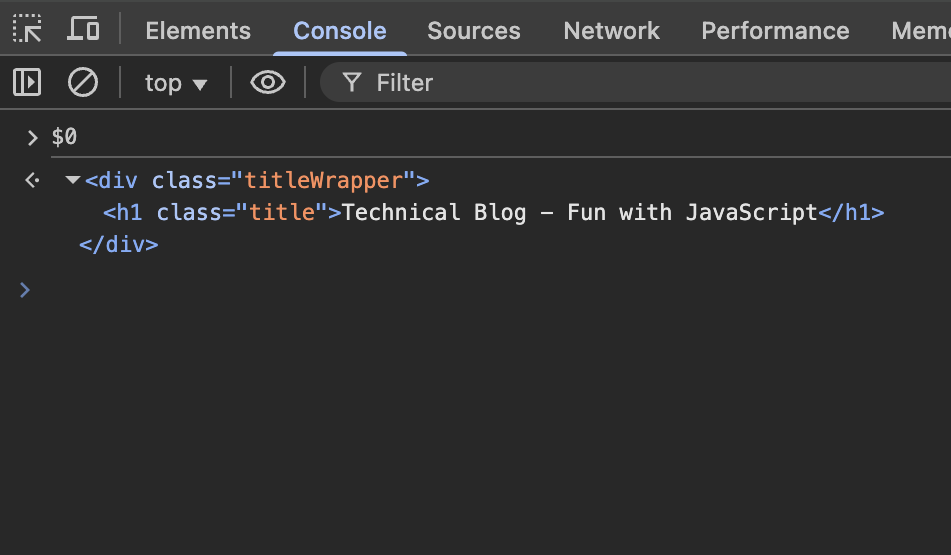 Elements Console Sources Network Performance Mem
top Filter
> $0
<div class="titleWrapper">
<h1 class="title">Technical Blog – Fun with JavaScript</h1>
</div>
>